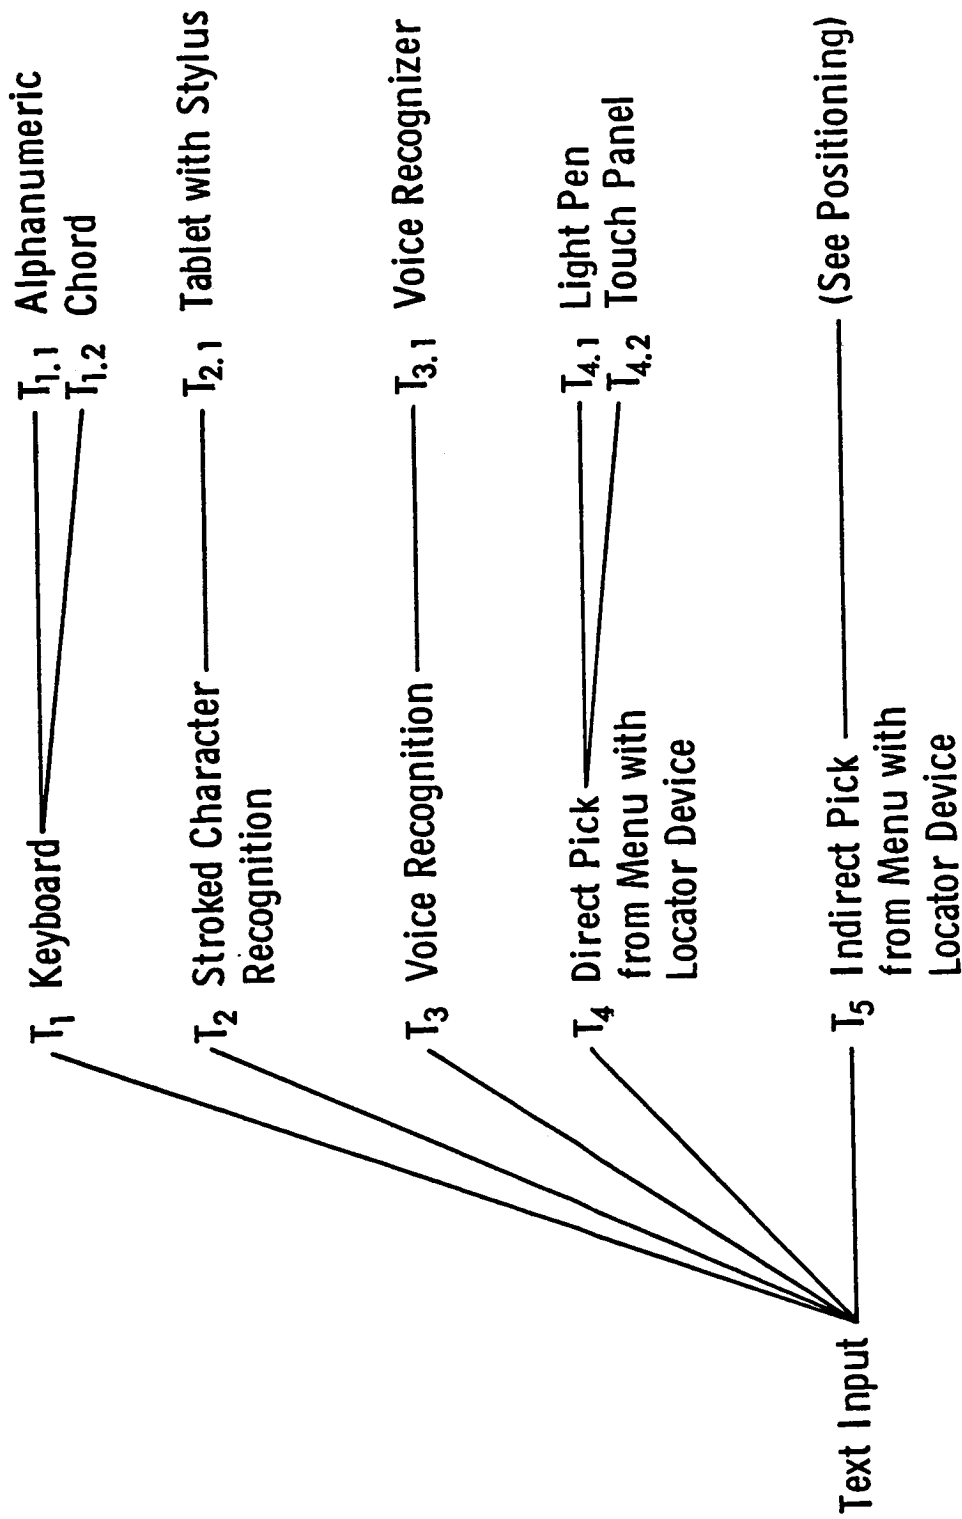 Text Input
T1 Keyboard
T1.1 Alphanumeric
T1.2 Chord
T2 Stroked Character
Recognition
T2.1 Tablet with Stylus
T3 Voice Recognition
T3.1 Voice Recognizer
T4 Direct Pick
from Menu with
Locator Device
T4.1 Light Pen
T4.2 Touch Panel
T5 Indirect Pick
from Menu with
Locator Device
(See Positioning)